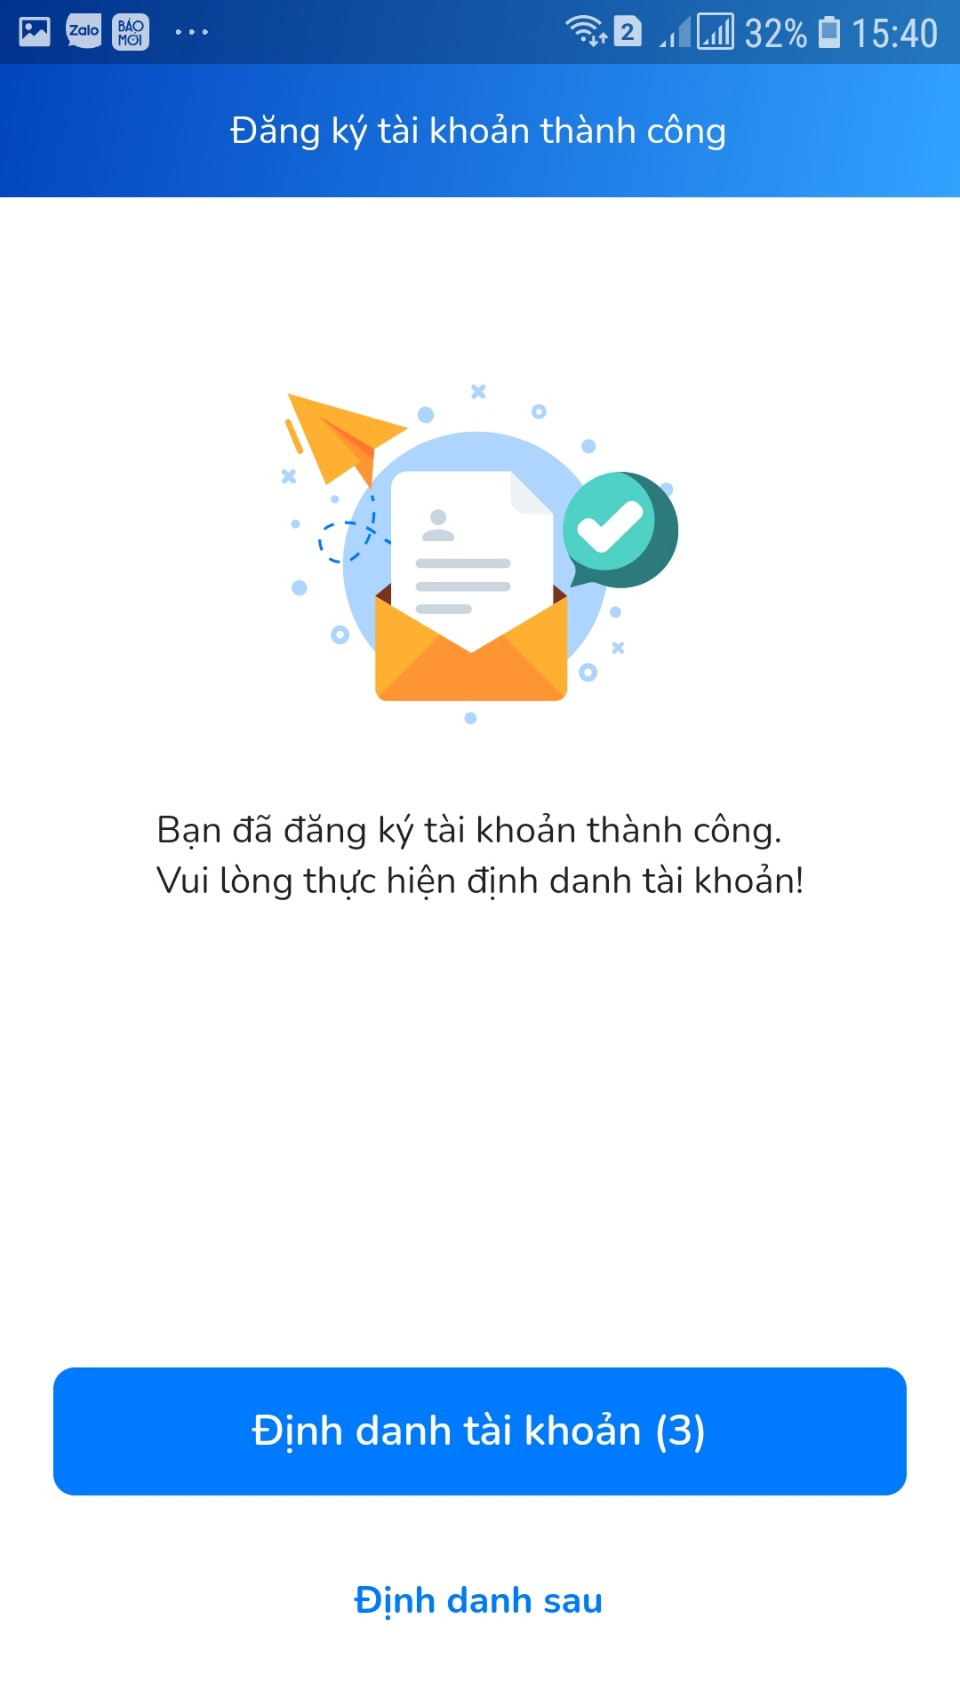 Zalo
BÁO
MỚI
2
32%
15:40
Đăng ký tài khoản thành công
Bạn đã đăng ký tài khoản thành công.
Vui lòng thực hiện định danh tài khoản!
Định danh tài khoản (3)
Định danh sau